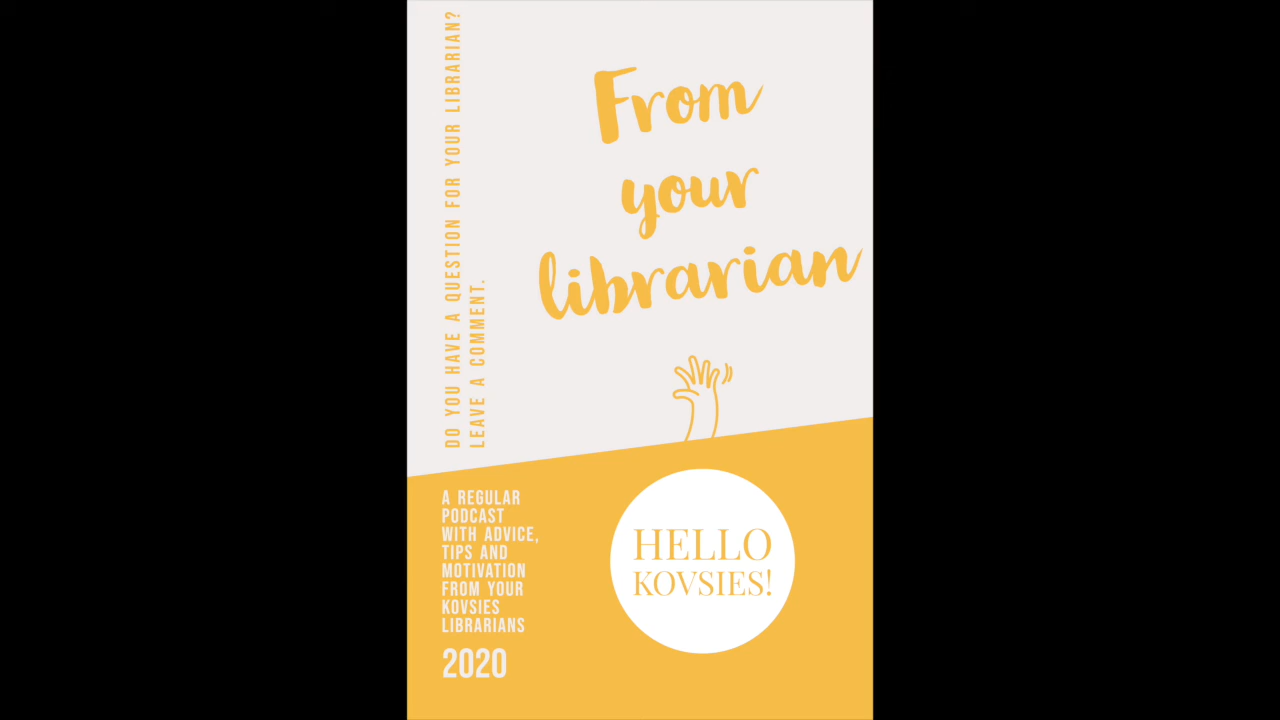 DO YOU HAVE A QUESTION FOR YOUR LIBRARIAN?
LEAVE A COMMENT.
From
your
librarian
A REGULAR
PODCAST
WITH ADVICE,
TIPS AND
MOTIVATION
FROM YOUR
KOVSIES
LIBRARIANS
2020
HELLO
KOVSIES!